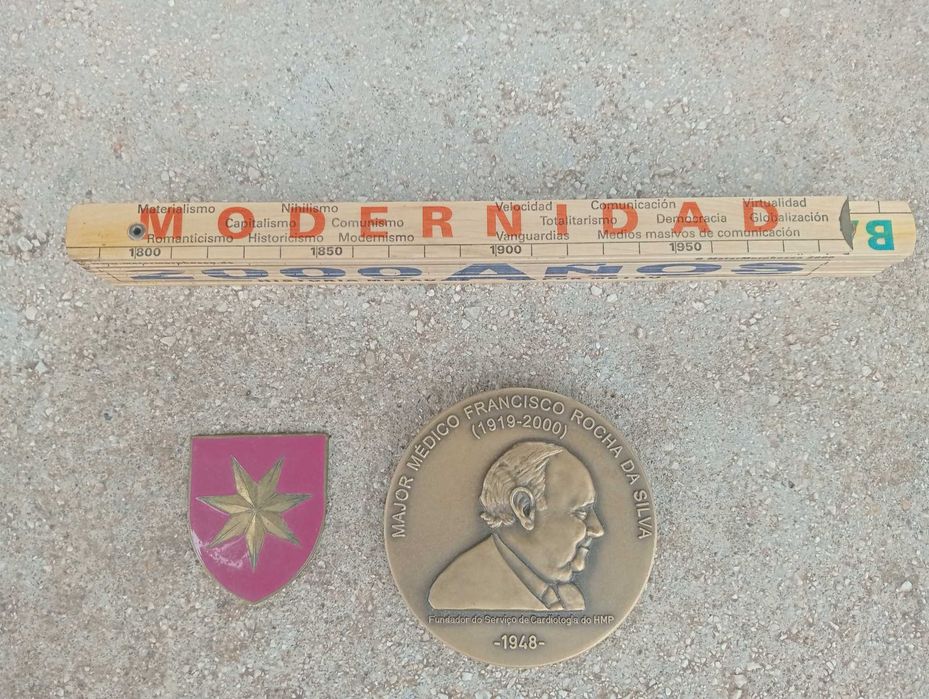 Materialismo Nihilismo Velocidad Comunicación Virtualidad
MODERNIDAD
Capitalismo Comunismo Totalitarismo Democracia Globalización
Romanticismo Historicismo Modernismo Vanguardias Medios masivos de comunicación
1800 1850 1900 1950
2000 AÑOS
MAJOR MÉDICO FRANCISCO ROCHA DA SILVA
(1919-2000)
Fundador do Serviço de Cardiologia do HMP
-1948-